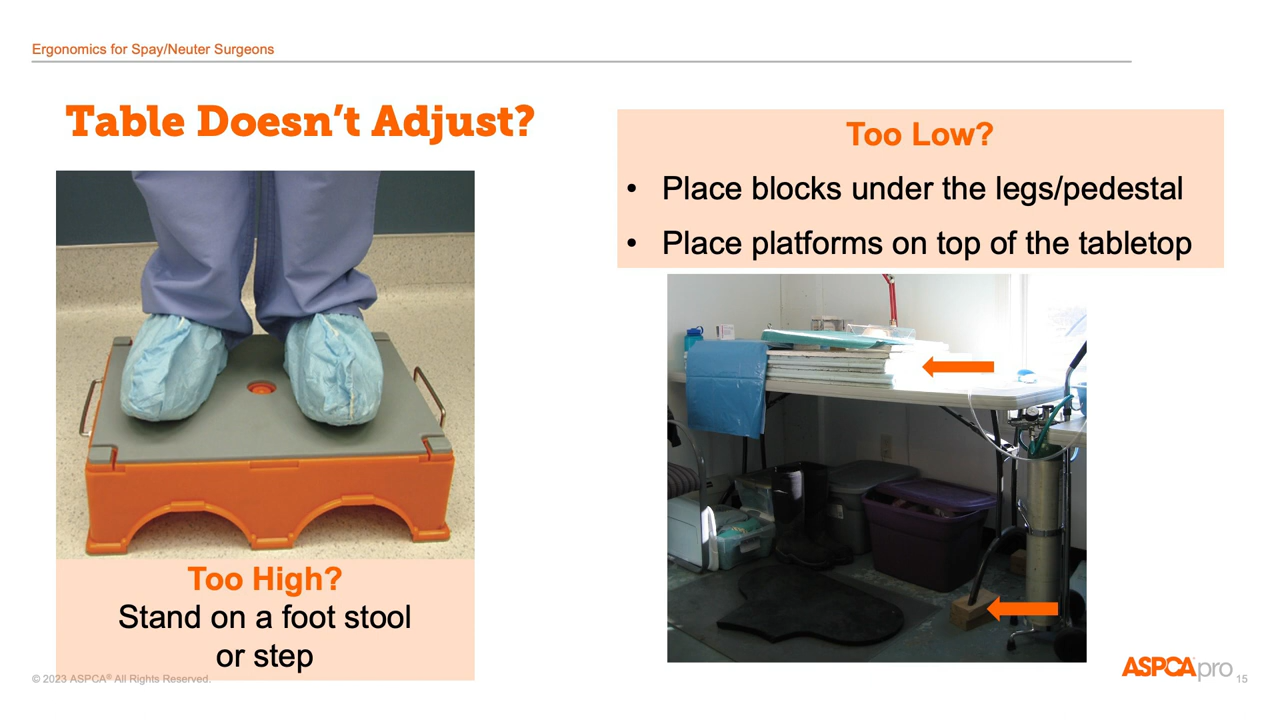 Ergonomics for Spay/Neuter Surgeons
Table Doesn’t Adjust?
Too High?
Stand on a foot stool
or step
Too Low?
• Place blocks under the legs/pedestal
• Place platforms on top of the tabletop
© 2023 ASPCA® All Rights Reserved.
ASPCApro
15